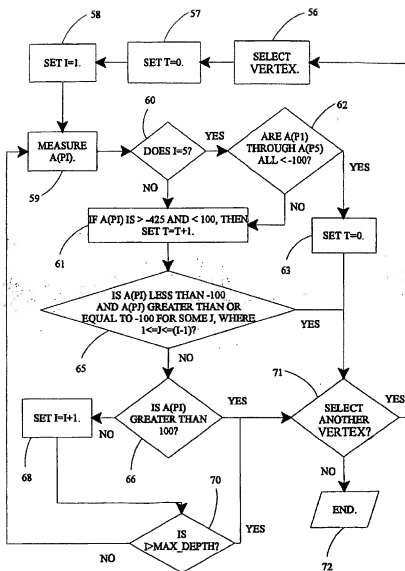 58
57
56
SET I=1.
SET T=0.
SELECT
VERTEX.
60
62
MEASURE
A(PI).
59
DOES I=5?
YES
NO
ARE A(P1)
THROUGH A(P5)
ALL < -100?
YES
NO
IF A(PI) IS > -425 AND < 100, THEN
SET T=T+1.
61
SET T=0.
63
IS A(PI) LESS THAN -100
AND A(PJ) GREATER THAN OR
EQUAL TO -100 FOR SOME J, WHERE
1<=J<=(I-1)?
YES
65
NO
71
SET I=I+1.
68
NO
IS A(PI)
GREATER THAN
100?
YES
66
SELECT
ANOTHER
VERTEX?
YES
NO
70
IS
I>MAX_DEPTH?
YES
NO
END.
72